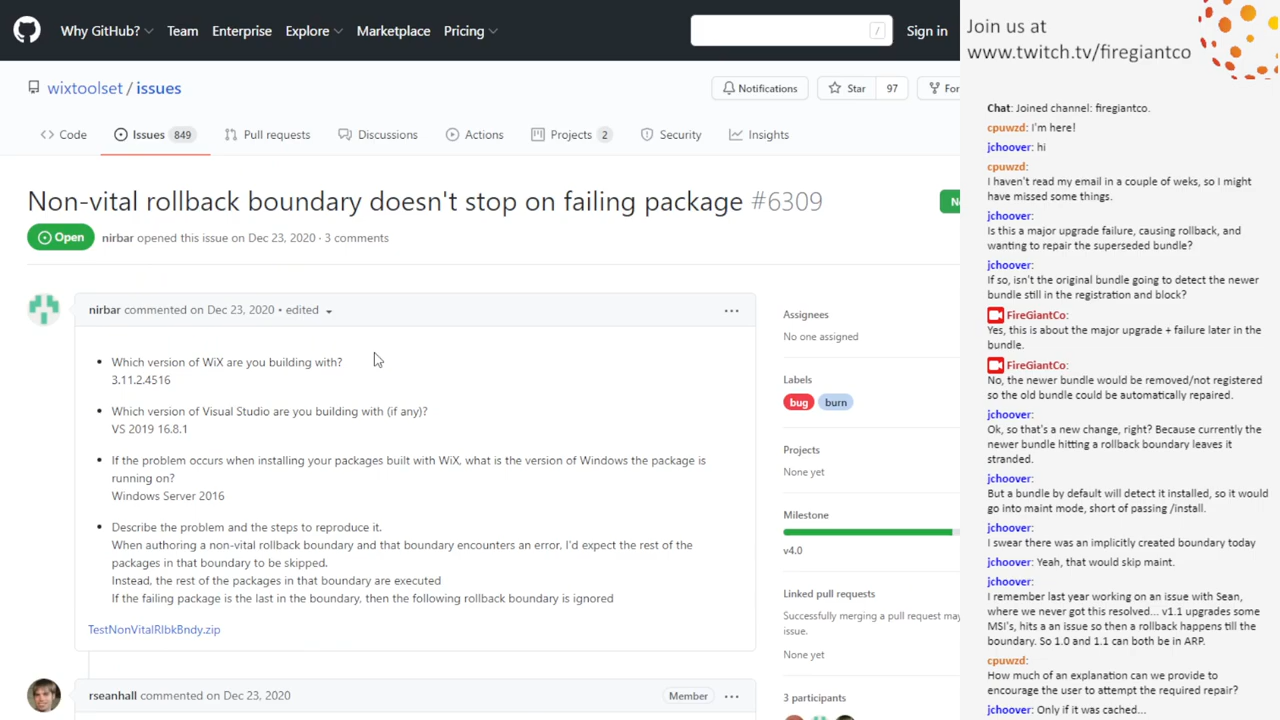 Why GitHub? Team Enterprise Explore Marketplace Pricing / Sign in
wixtoolset / issues Notifications Star 97 For
Code Issues 849 Pull requests Discussions Actions Projects 2 Security Insights
Non-vital rollback boundary doesn't stop on failing package #6309
Open nirbar opened this issue on Dec 23, 2020 · 3 comments
nirbar commented on Dec 23, 2020 • edited
• Which version of WiX are you building with?
3.11.2.4516
• Which version of Visual Studio are you building with (if any)?
VS 2019 16.8.1
• If the problem occurs when installing your packages built with WiX, what is the version of Windows the package is
running on?
Windows Server 2016
• Describe the problem and the steps to reproduce it.
When authoring a non-vital rollback boundary and that boundary encounters an error, I'd expect the rest of the
packages in that boundary to be skipped.
Instead, the rest of the packages in that boundary are executed
If the failing package is the last in the boundary, then the following rollback boundary is ignored
TestNonVitalRlbkBndy.zip
rseanhall commented on Dec 23, 2020 Member
Assignees
No one assigned
Labels
bug burn
Projects
None yet
Milestone
v4.0
Linked pull requests
Successfully merging a pull request may
issue.
None yet
3 participants
Join us at
www.twitch.tv/firegiantco
Chat: Joined channel: firegiantco.
cpuwzd: I'm here!
jchoover: hi
cpuwzd:
I haven't read my email in a couple of weks, so I might
have missed some things.
jchoover:
Is this a major upgrade failure, causing rollback, and
wanting to repair the superseded bundle?
jchoover:
If so, isn't the original bundle going to detect the newer
bundle still in the registration and block?
FireGiantCo:
Yes, this is about the major upgrade + failure later in the
bundle.
FireGiantCo:
No, the newer bundle would be removed/not registered
so the old bundle could be automatically repaired.
jchoover:
Ok, so that's a new change, right? Because currently the
newer bundle hitting a rollback boundary leaves it
stranded.
jchoover:
But a bundle by default will detect it installed, so it would
go into maint mode, short of passing /install.
jchoover:
I swear there was an implicitly created boundary today
jchoover: Yeah, that would skip maint.
jchoover:
I remember last year working on an issue with Sean,
where we never got this resolved... v1.1 upgrades some
MSI's, hits a an issue so then a rollback happens till the
boundary. So 1.0 and 1.1 can both be in ARP.
cpuwzd:
How much of an explanation can we provide to
encourage the user to attempt the required repair?
jchoover: Only if it was cached...